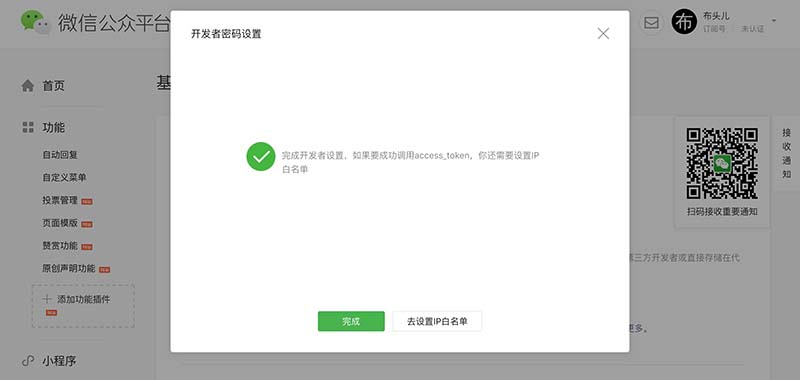 微信公众平台
布头儿
订阅号 未认证
开发者密码设置
首页
基
功能
接收通知
自动回复
完成开发者设置，如果要成功调用access_token，你还需要设置IP
白名单
自定义菜单
投票管理
页面模版
扫码接收重要通知
赞赏功能
第三方开发者或直接存储在代
原创声明功能
添加功能插件
完成
去设置IP白名单
更多。
小程序